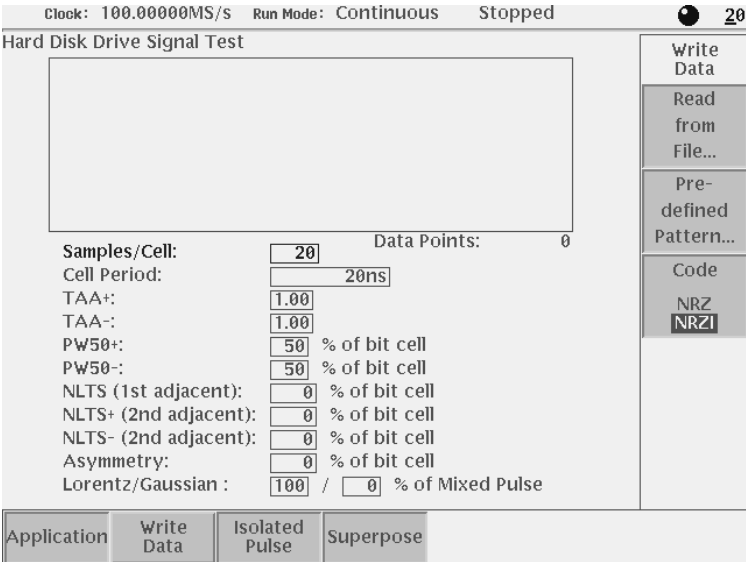 Clock: 100.00000MS/s Run Mode: Continuous Stopped 20
Hard Disk Drive Signal Test
Write
Data
Read
from
File...
Pre-
defined
Pattern...
Code
NRZ
NRZI
Data Points: 0
Samples/Cell: 20
Cell Period: 20ns
TAA+: 1.00
TAA-: 1.00
PW50+: 50 % of bit cell
PW50-: 50 % of bit cell
NLTS (1st adjacent): 0 % of bit cell
NLTS+ (2nd adjacent): 0 % of bit cell
NLTS- (2nd adjacent): 0 % of bit cell
Asymmetry: 0 % of bit cell
Lorentz/Gaussian : 100 / 0 % of Mixed Pulse
Application
Write
Data
Isolated
Pulse
Superpose